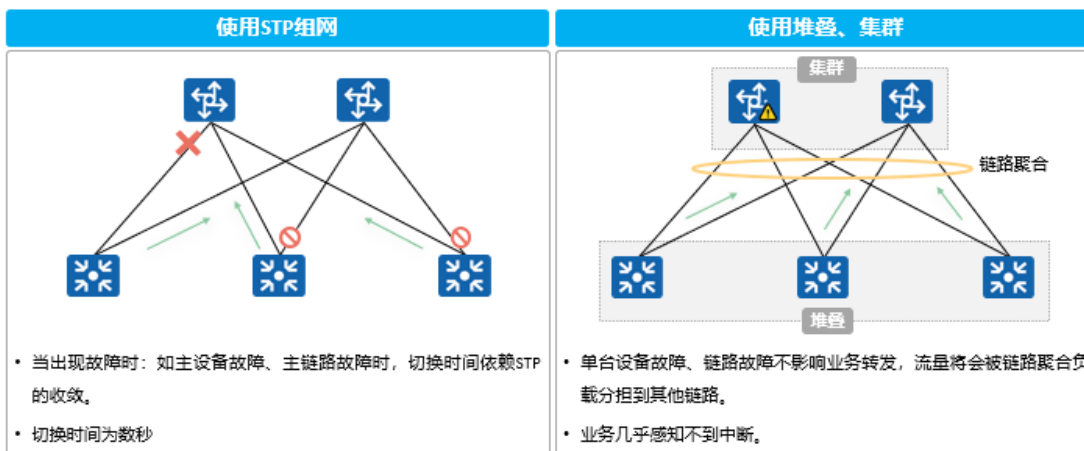 使用STP组网
使用堆叠、集群
集群
链路聚合
堆叠
• 当出现故障时：如主设备故障、主链路故障时，切换时间依赖STP
的收敛。
• 切换时间为数秒
• 单台设备故障、链路故障不影响业务转发，流量将会被链路聚合负
载分担到其他链路。
• 业务几乎感知不到中断。